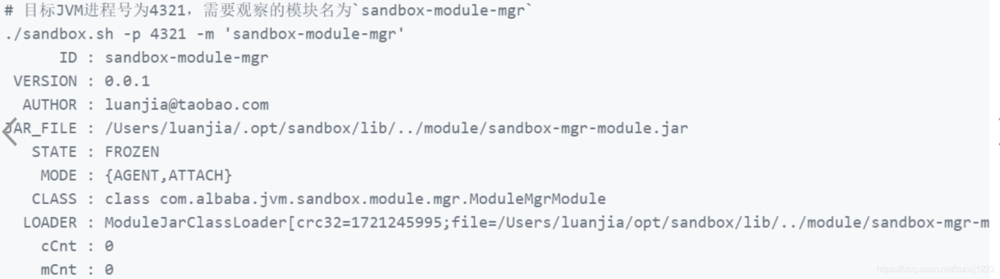 # 目标JVM进程号为4321，需要观察的模块名为`sandbox-module-mgr`
./sandbox.sh -p 4321 -m 'sandbox-module-mgr'
ID : sandbox-module-mgr
VERSION : 0.0.1
AUTHOR : luanjia@taobao.com
JAR_FILE : /Users/luanjia/.opt/sandbox/lib/../module/sandbox-mgr-module.jar
STATE : FROZEN
MODE : {AGENT,ATTACH}
CLASS : class com.albaba.jvm.sandbox.module.mgr.ModuleMgrModule
LOADER : ModuleJarClassLoader[crc32=1721245995;file=/Users/luanjia/opt/sandbox/lib/../module/sandbox-mgr-m
cCnt : 0
mCnt : 0
https://blog.csdn.net/sunxj1222